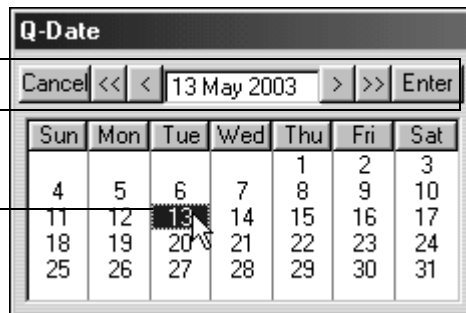 Q-Date
Cancel << < 13 May 2003 > >> Enter
Sun Mon Tue Wed Thu Fri Sat
1 2 3
4 5 6 7 8 9 10
11 12 13 14 15 16 17
18 19 20 21 22 23 24
25 26 27 28 29 30 31